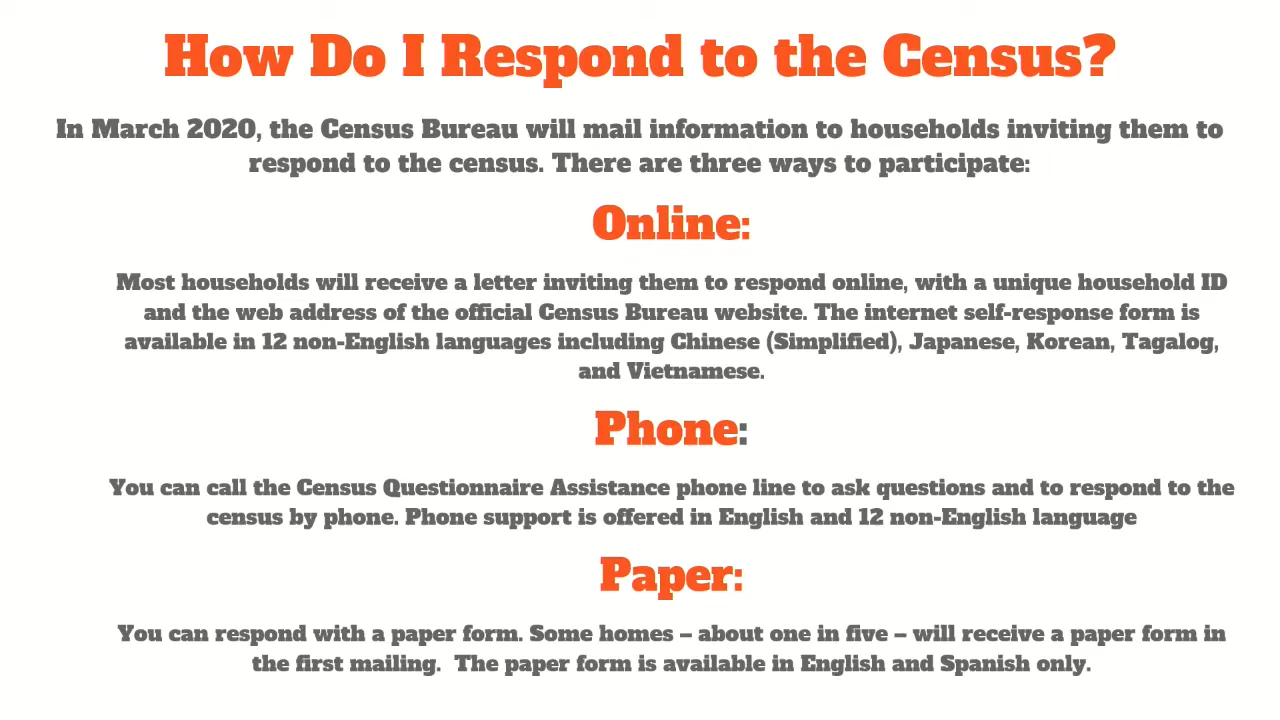 How Do I Respond to the Census?
In March 2020, the Census Bureau will mail information to households inviting them to
respond to the census. There are three ways to participate:
Online:
Most households will receive a letter inviting them to respond online, with a unique household ID
and the web address of the official Census Bureau website. The internet self-response form is
available in 12 non-English languages including Chinese (Simplified), Japanese, Korean, Tagalog,
and Vietnamese.
Phone:
You can call the Census Questionnaire Assistance phone line to ask questions and to respond to the
census by phone. Phone support is offered in English and 12 non-English language
Paper:
You can respond with a paper form. Some homes – about one in five – will receive a paper form in
the first mailing.  The paper form is available in English and Spanish only.